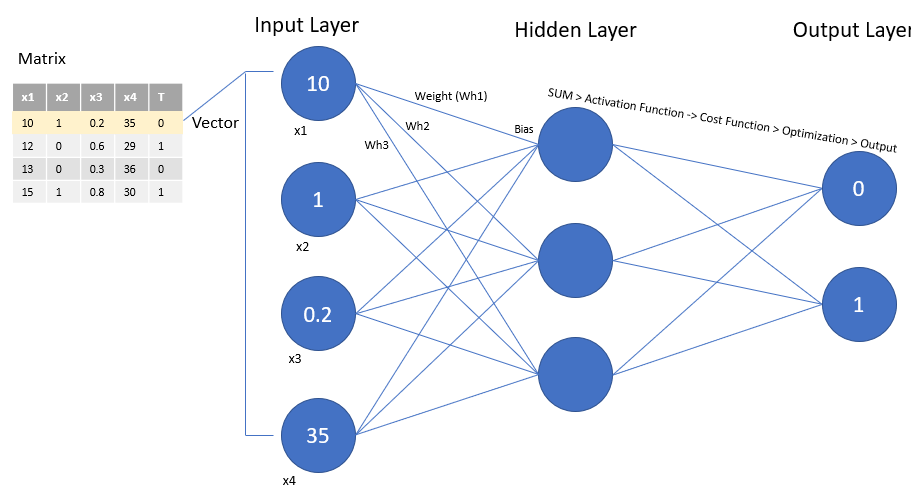 Input Layer
Hidden Layer
Output Layer
Matrix
x1 x2 x3 x4 T
10 1 0.2 35 0
12 0 0.6 29 1
13 0 0.3 36 0
15 1 0.8 30 1
Vector
10
x1
1
x2
0.2
x3
35
x4
Weight (Wh1)
Wh2
Wh3
Bias
SUM > Activation Function -> Cost Function > Optimization > Output
0
1